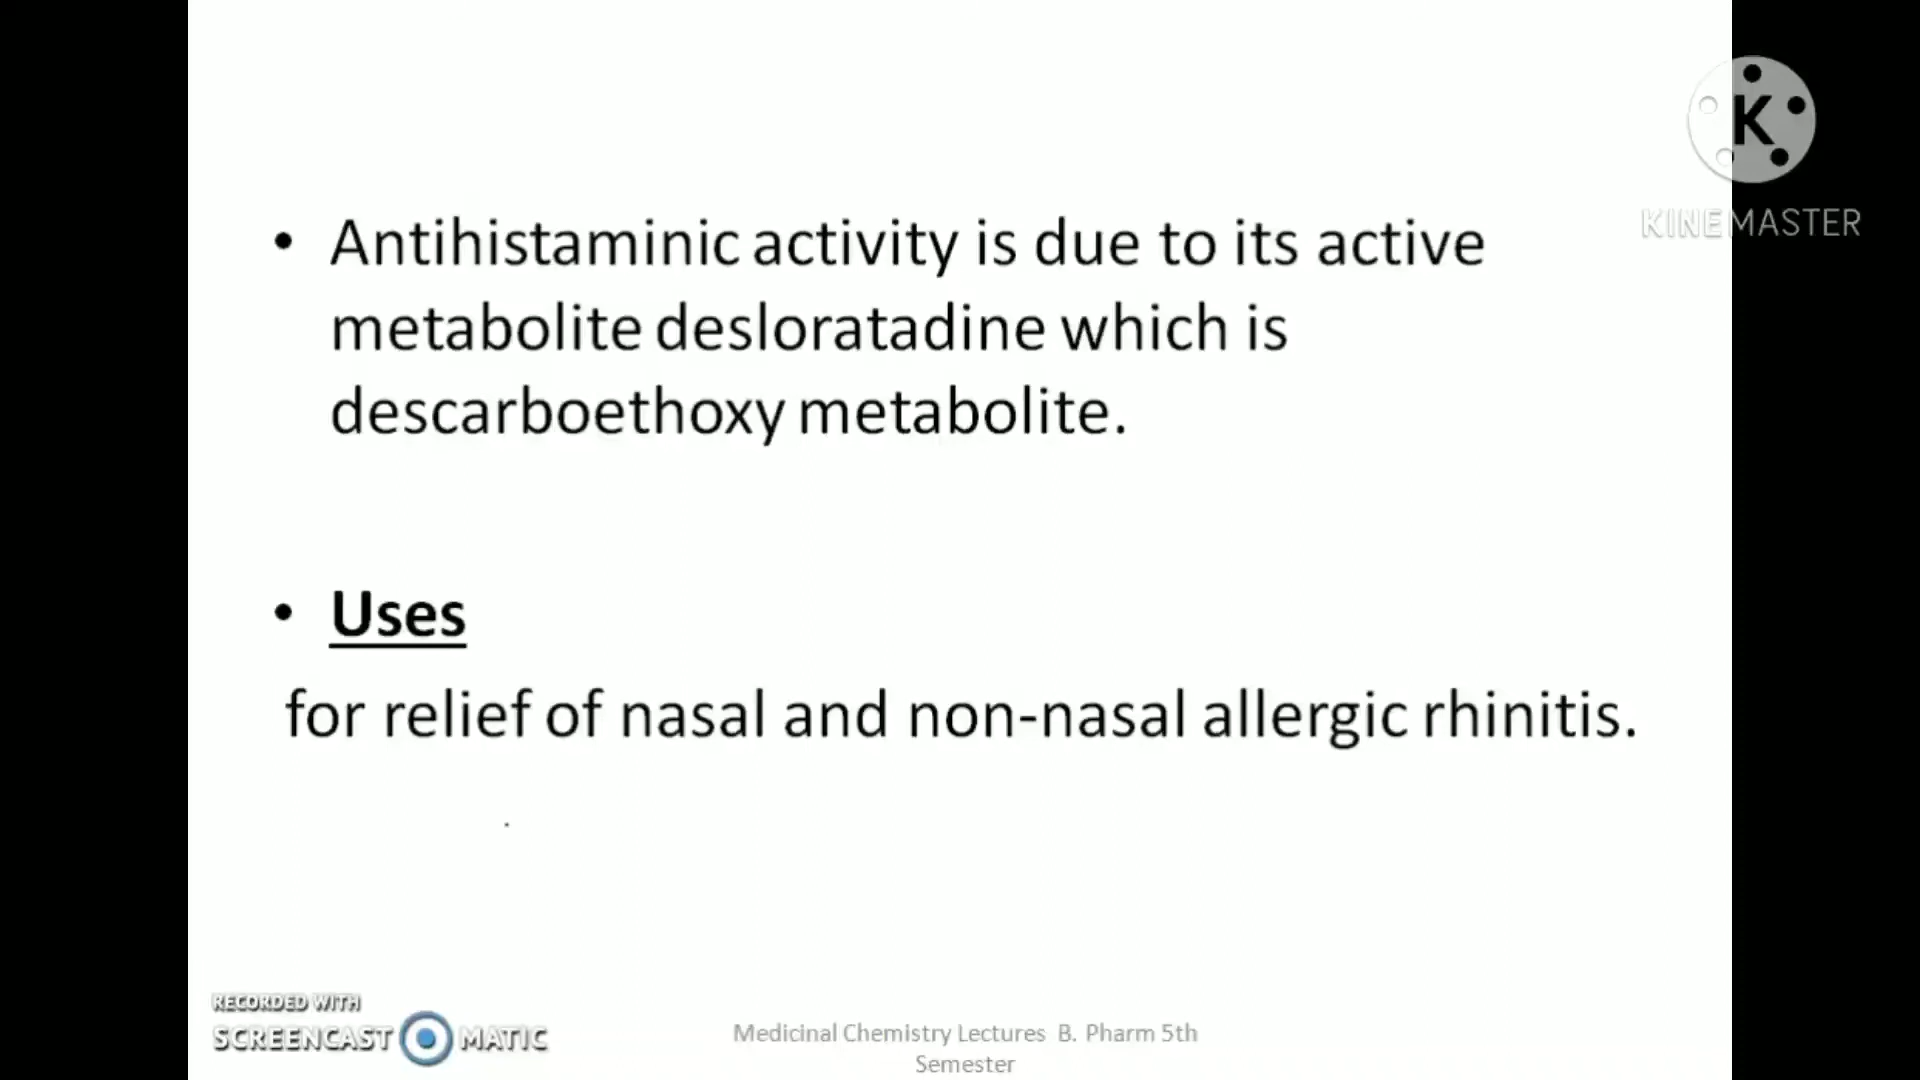 K
KINEMASTER
• Antihistaminic activity is due to its active
metabolite desloratadine which is
descarboethoxy metabolite.
• Uses
for relief of nasal and non-nasal allergic rhinitis.
.
RECORDED WITH
SCREENCAST MATIC
Medicinal Chemistry Lectures B. Pharm 5th
Semester